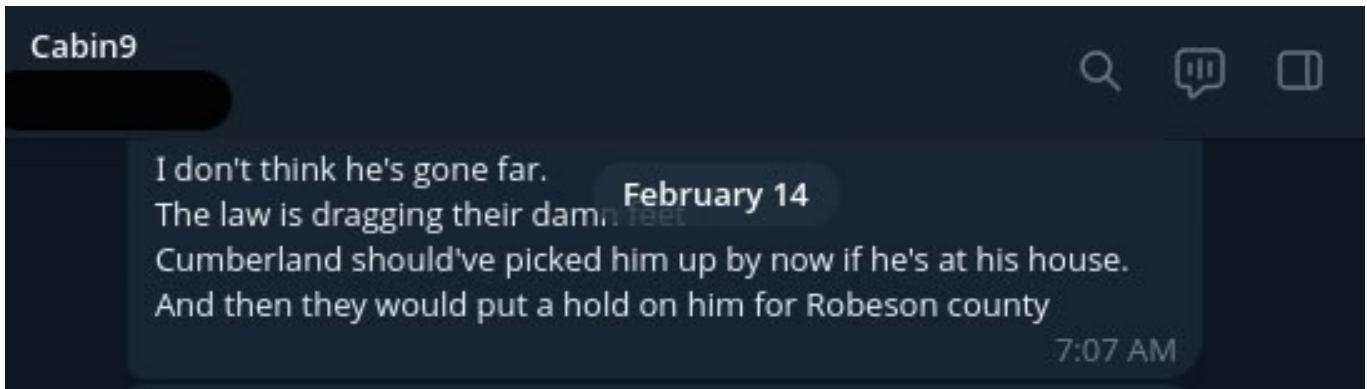 Cabin9
February 14
I don't think he's gone far.
The law is dragging their damn feet
Cumberland should've picked him up by now if he's at his house.
And then they would put a hold on him for Robeson county
7:07 AM